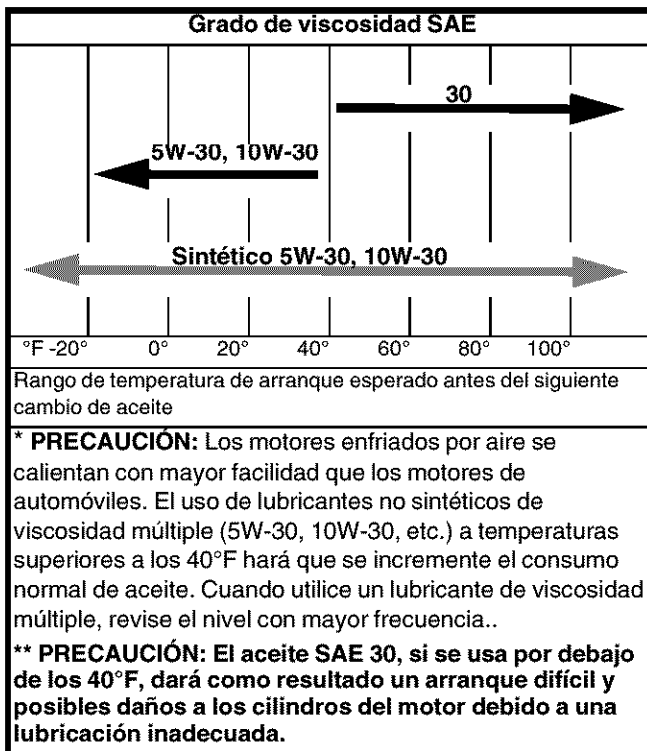 Grado de viscosidad SAE
30
5W-30, 10W-30
Sintético 5W-30, 10W-30
°F -20° 0° 20° 40° 60° 80° 100°
Rango de temperatura de arranque esperado antes del siguiente
cambio de aceite
* PRECAUCIÓN: Los motores enfriados por aire se
calientan con mayor facilidad que los motores de
automóviles. El uso de lubricantes no sintéticos de
viscosidad múltiple (5W-30, 10W-30, etc.) a temperaturas
superiores a los 40°F hará que se incremente el consumo
normal de aceite. Cuando utilice un lubricante de viscosidad
múltiple, revise el nivel con mayor frecuencia..
** PRECAUCIÓN: El aceite SAE 30, si se usa por debajo
de los 40°F, dará como resultado un arranque difícil y
posibles daños a los cilindros del motor debido a una
lubricación inadecuada.